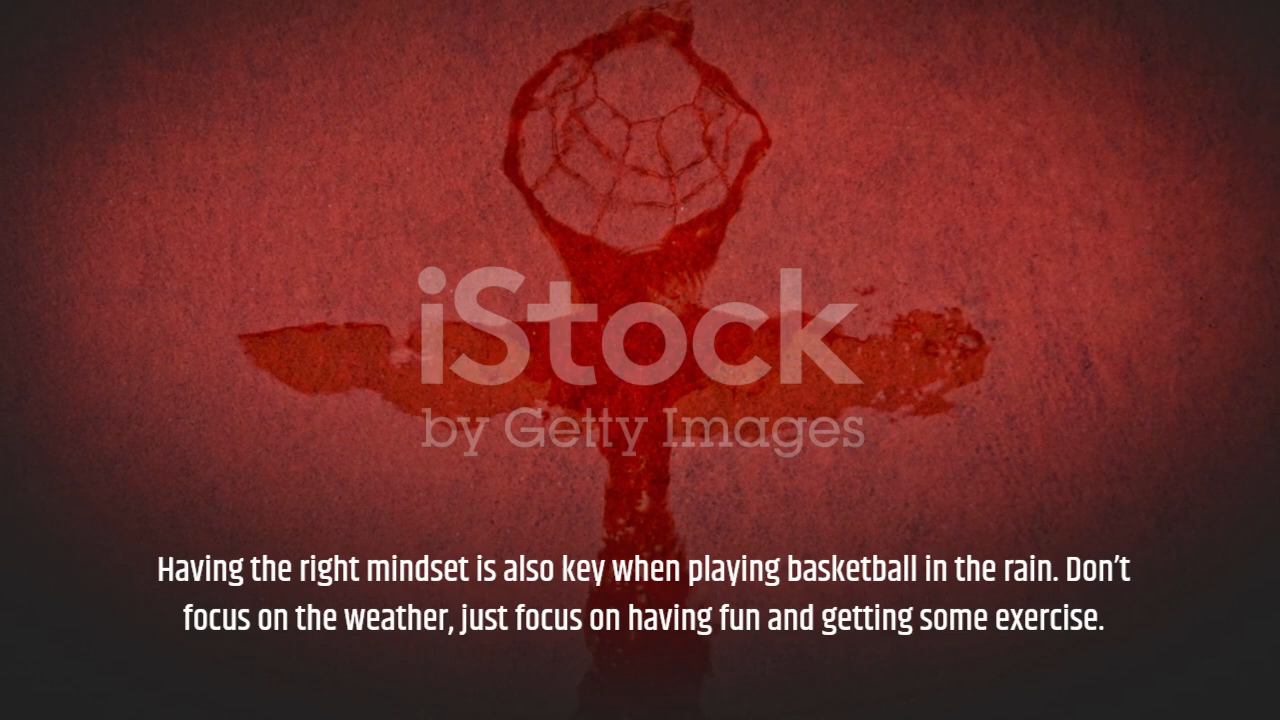 iStock
by Getty Images
Having the right mindset is also key when playing basketball in the rain. Don’t
focus on the weather, just focus on having fun and getting some exercise.